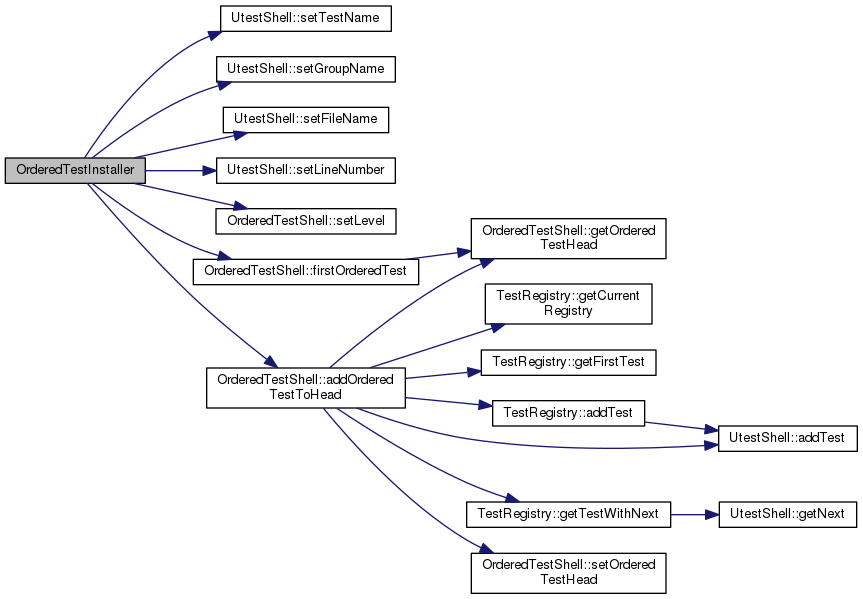 OrderedTestInstaller
UtestShell::setTestName
UtestShell::setGroupName
UtestShell::setFileName
UtestShell::setLineNumber
OrderedTestShell::setLevel
OrderedTestShell::firstOrderedTest
OrderedTestShell::addOrdered
TestToHead
OrderedTestShell::getOrdered
TestHead
TestRegistry::getCurrent
Registry
TestRegistry::getFirstTest
TestRegistry::addTest
UtestShell::addTest
TestRegistry::getTestWithNext
UtestShell::getNext
OrderedTestShell::setOrdered
TestHead